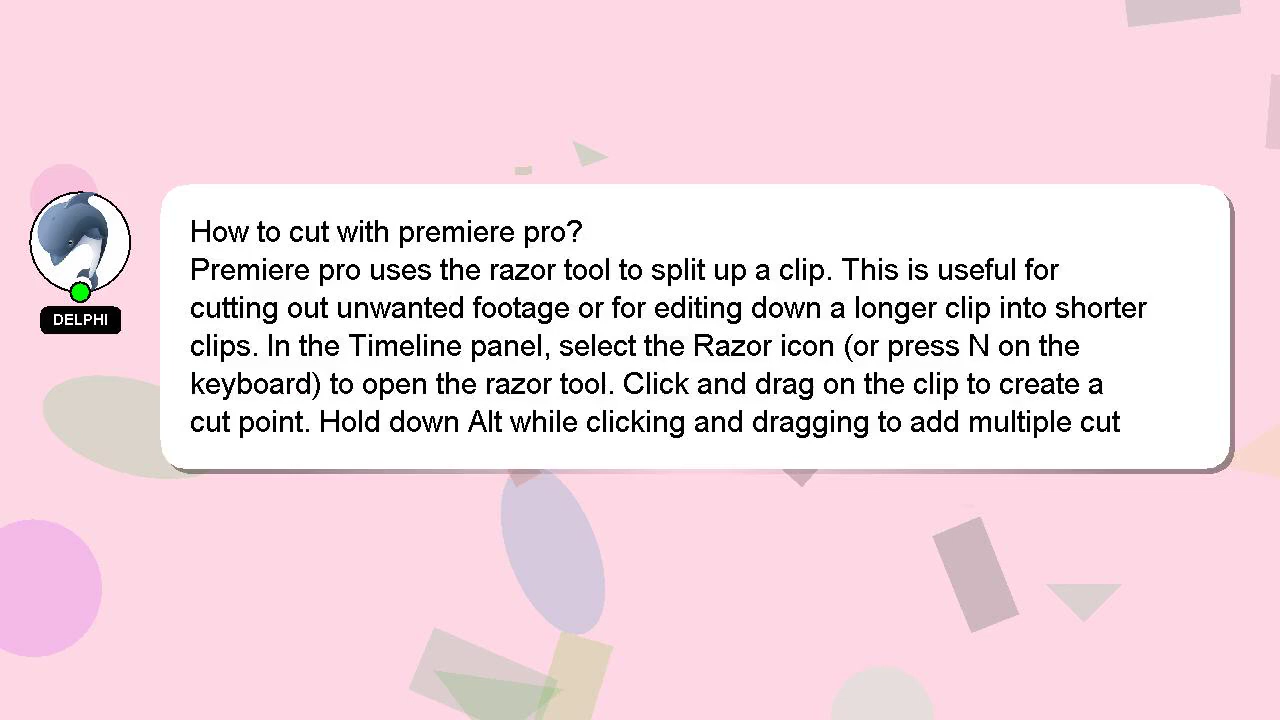 How to cut with premiere pro?
Premiere pro uses the razor tool to split up a clip. This is useful for
cutting out unwanted footage or for editing down a longer clip into shorter
clips. In the Timeline panel, select the Razor icon (or press N on the
keyboard) to open the razor tool. Click and drag on the clip to create a
cut point. Hold down Alt while clicking and dragging to add multiple cut
DELPHI